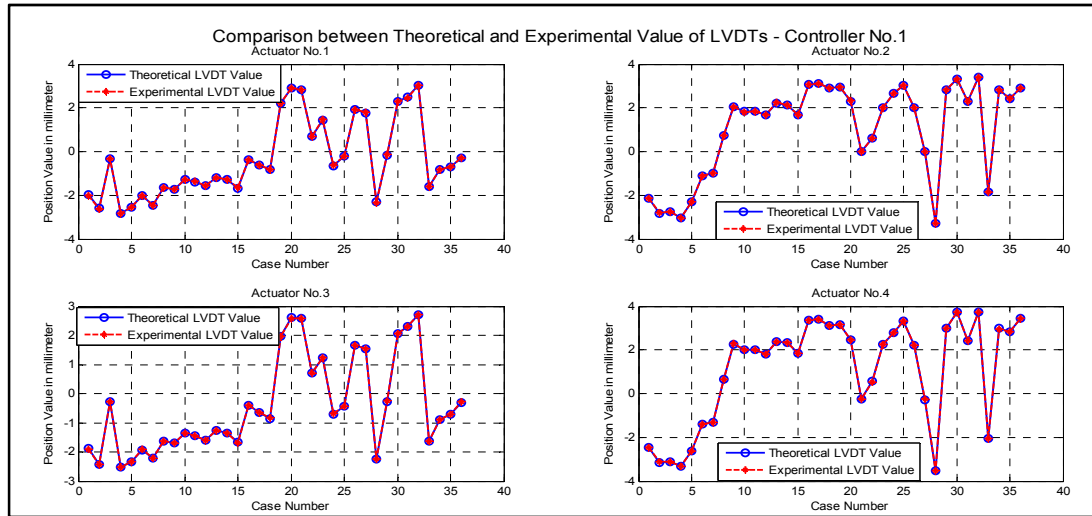 Comparison between Theoretical and Experimental Value of LVDTs - Controller No.1
Actuator No.1
Position Value in millimeter
4
2
0
-2
-4
Theoretical LVDT Value
Experimental LVDT Value
0 5 10 15 20 25 30 35 40
Case Number
Actuator No.2
Position Value in millimeter
4
2
0
-2
-4
Theoretical LVDT Value
Experimental LVDT Value
0 5 10 15 20 25 30 35 40
Case Number
Actuator No.3
Position Value in millimeter
3
2
1
0
-1
-2
-3
Theoretical LVDT Value
Experimental LVDT Value
0 5 10 15 20 25 30 35 40
Case Number
Actuator No.4
Position Value in millimeter
4
2
0
-2
-4
Theoretical LVDT Value
Experimental LVDT Value
0 5 10 15 20 25 30 35 40
Case Number